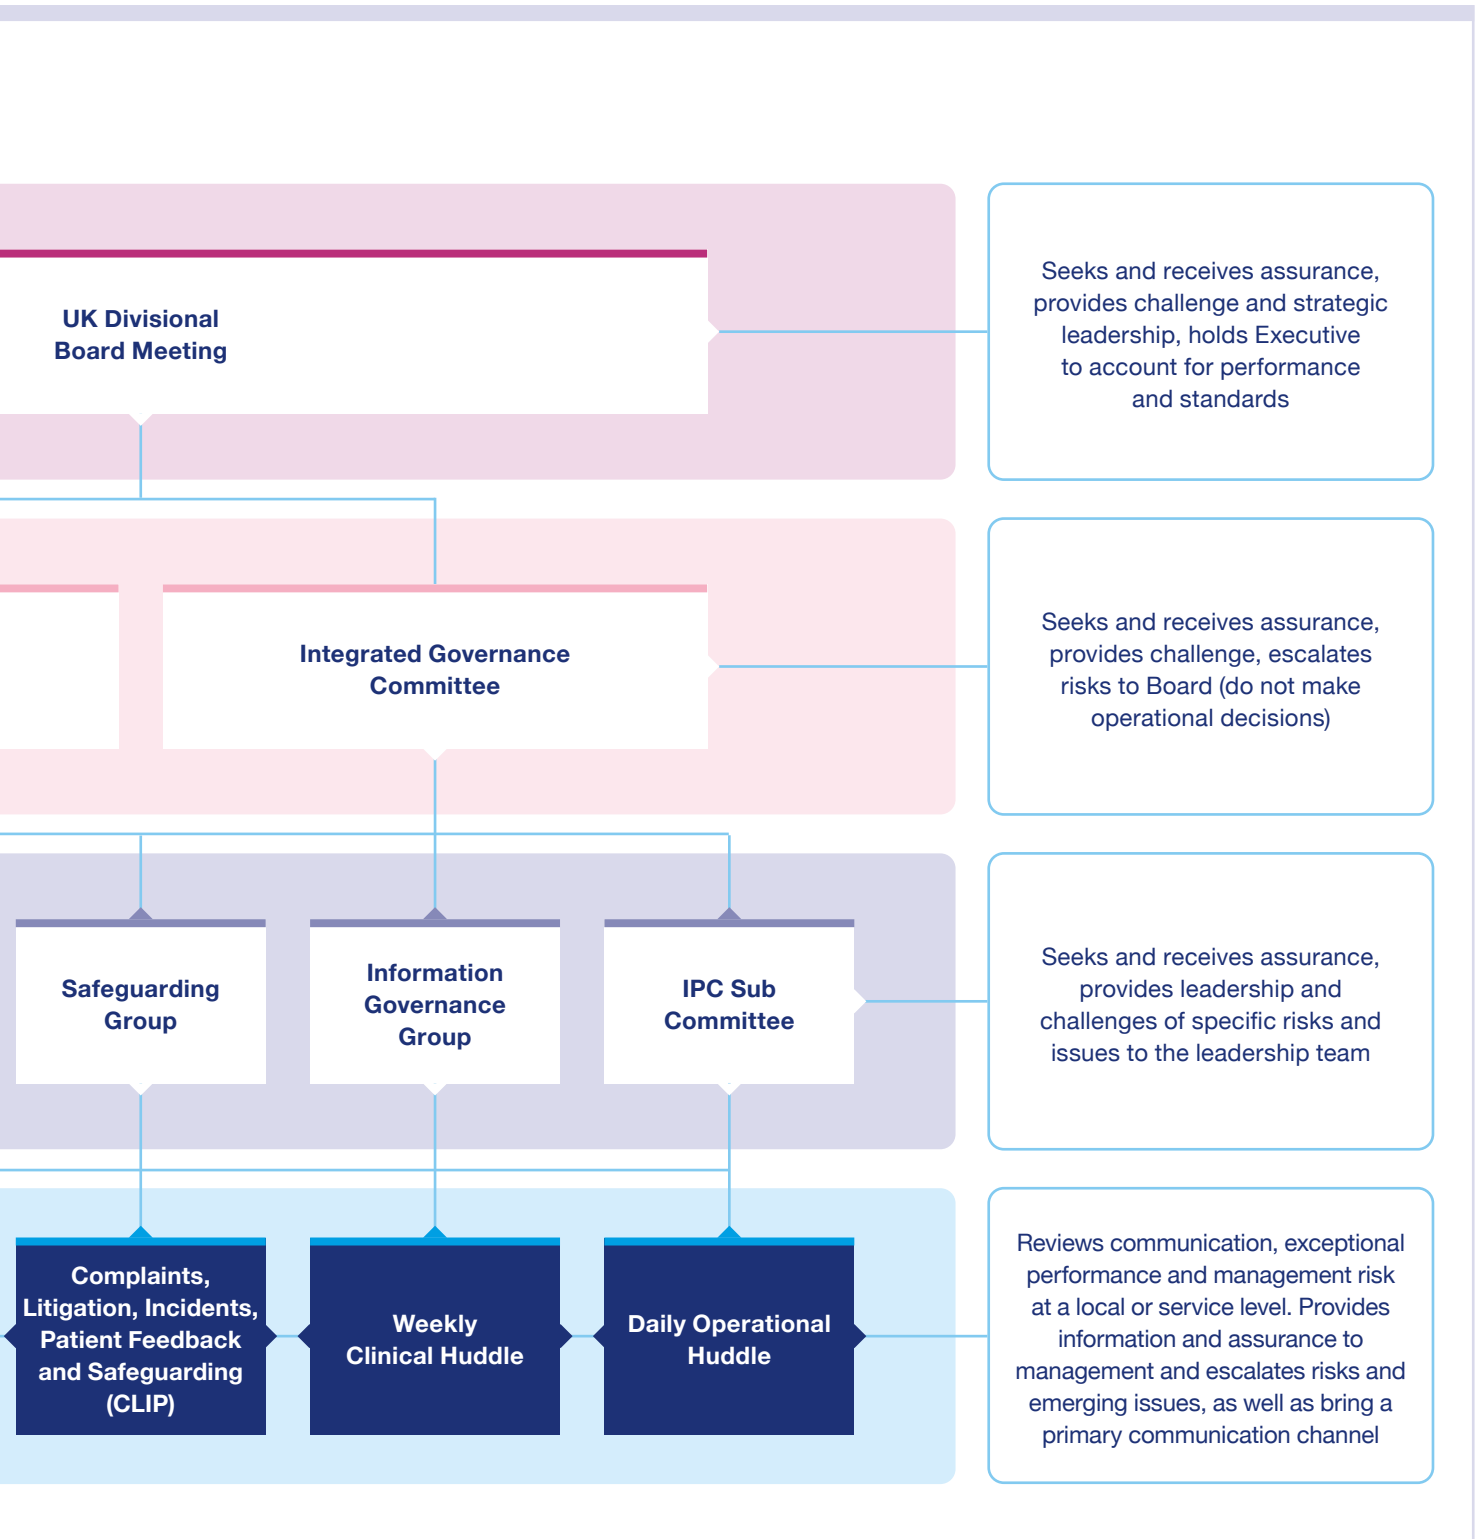 UK Divisional
Board Meeting
Seeks and receives assurance,
provides challenge and strategic
leadership, holds Executive
to account for performance
and standards
Integrated Governance
Committee
Seeks and receives assurance,
provides challenge, escalates
risks to Board (do not make
operational decisions)
Safeguarding
Group
Information
Governance
Group
IPC Sub
Committee
Seeks and receives assurance,
provides leadership and
challenges of specific risks and
issues to the leadership team
Complaints,
Litigation, Incidents,
Patient Feedback
and Safeguarding
(CLIP)
Weekly
Clinical Huddle
Daily Operational
Huddle
Reviews communication, exceptional
performance and management risk
at a local or service level. Provides
information and assurance to
management and escalates risks and
emerging issues, as well as bring a
primary communication channel